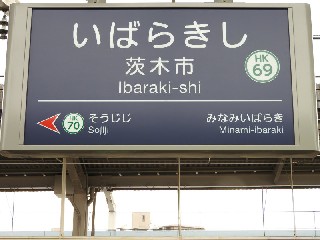 いばらきし
茨木市
Ibaraki-shi
HK
69
HK
70
そうじじ
Sojiji
みなみいばらき
Minami-ibaraki